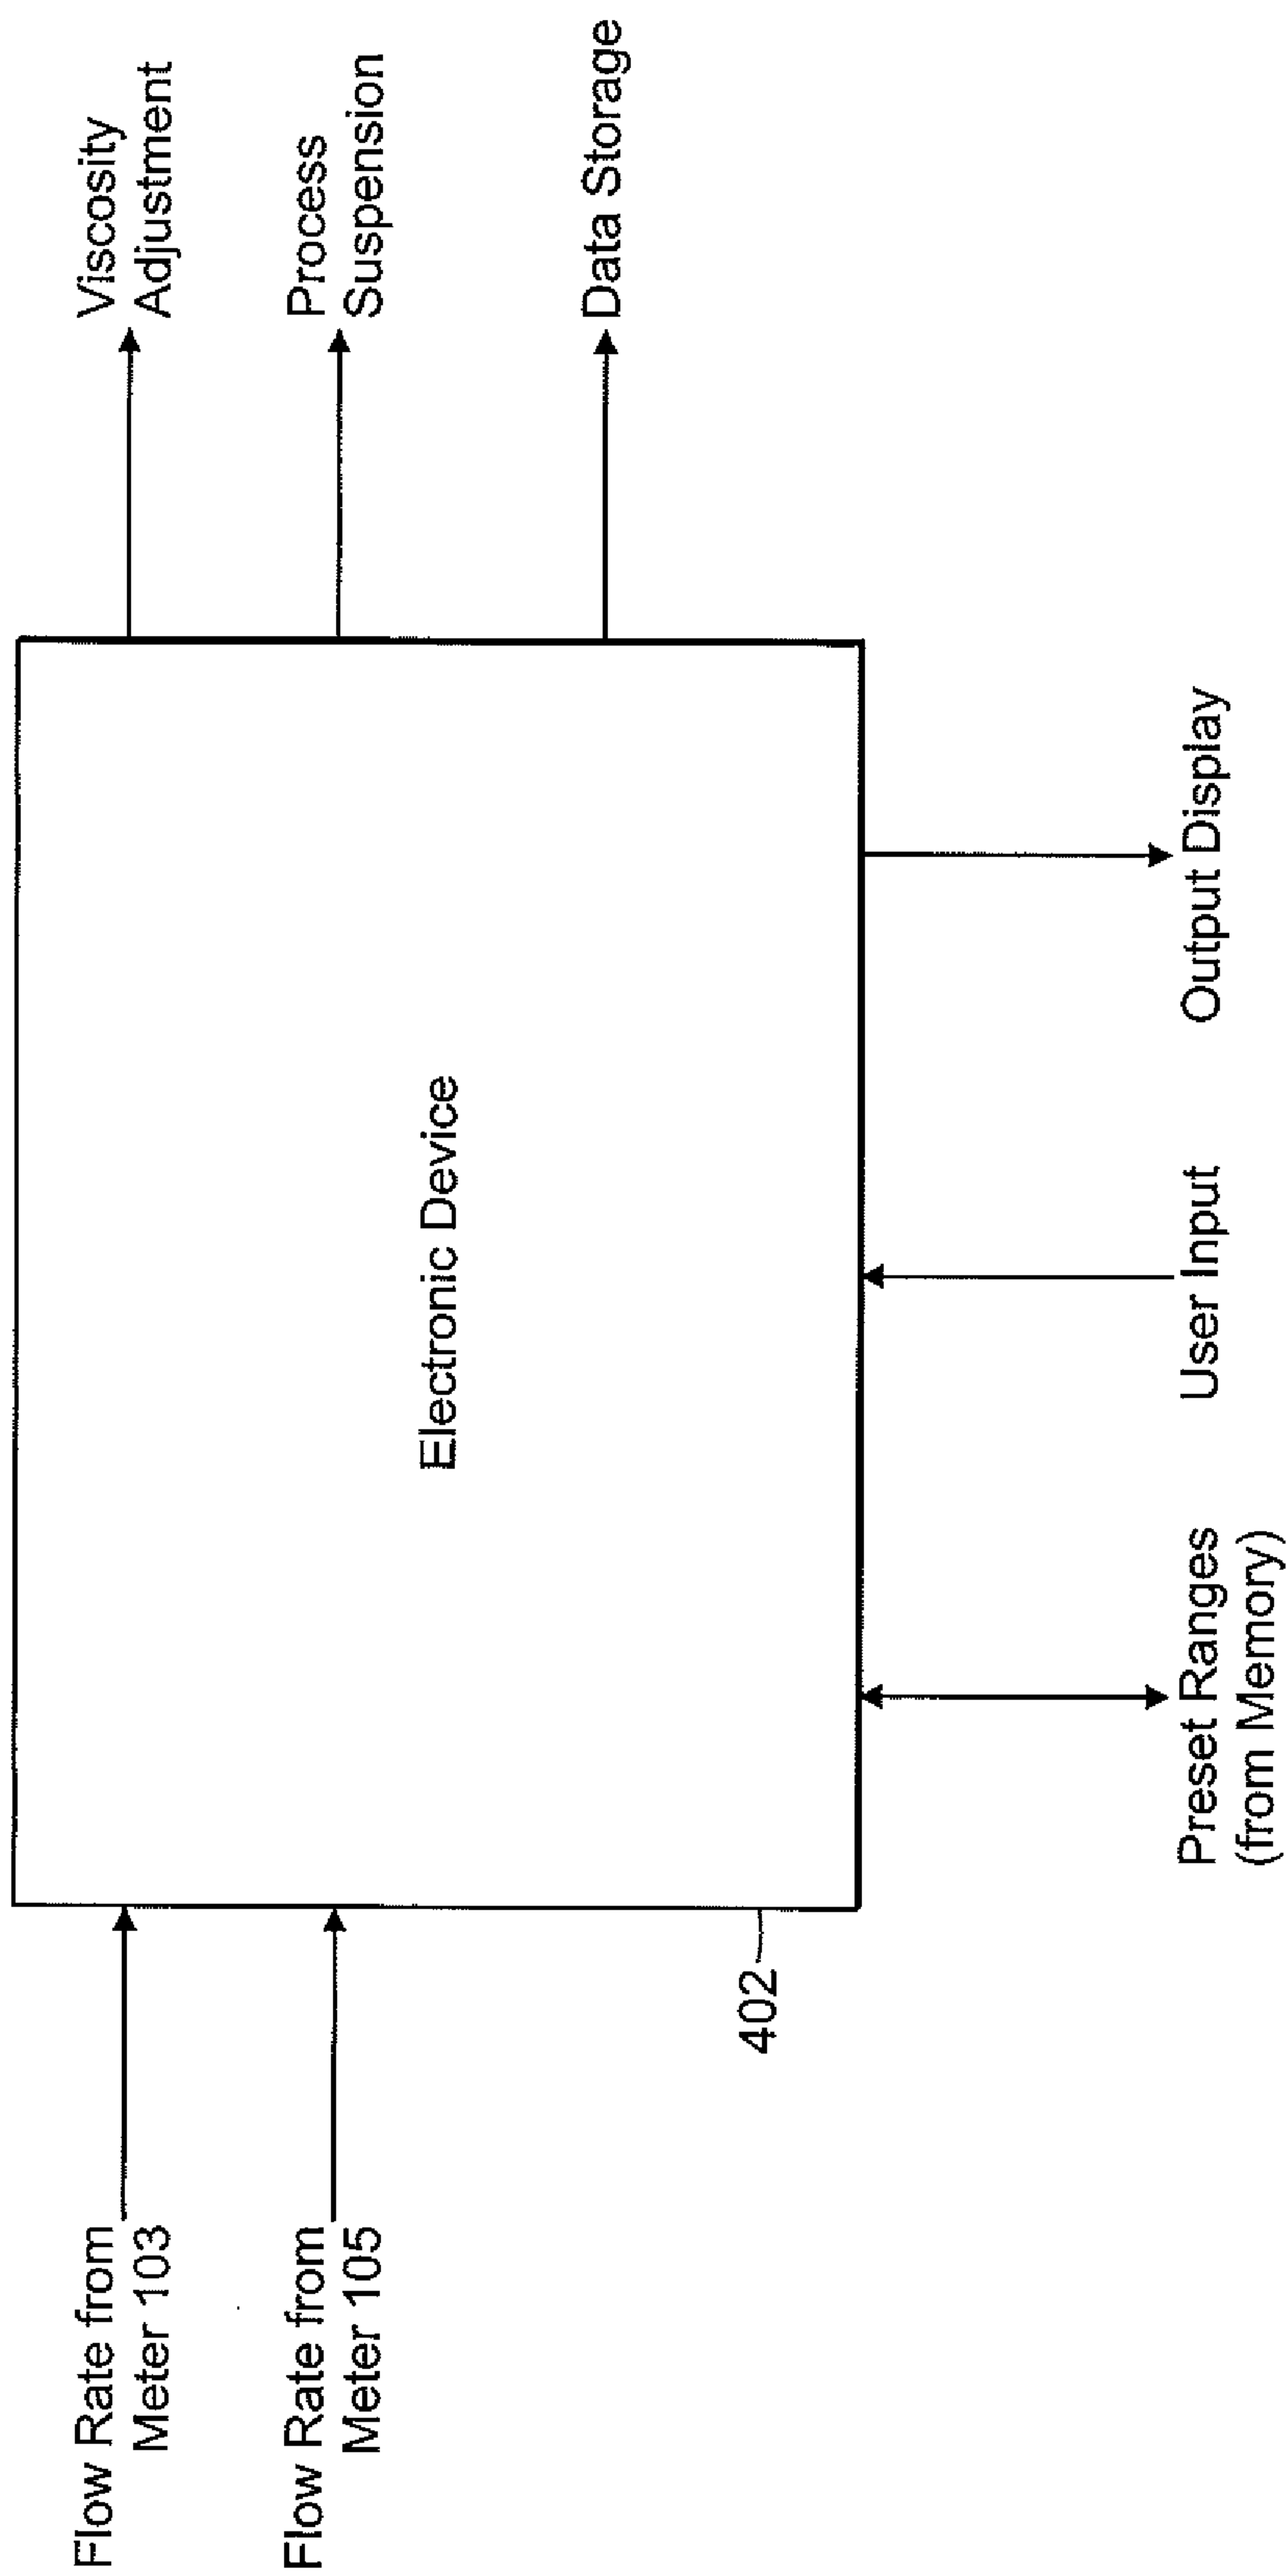 Flow Rate from
Meter 103
Flow Rate from
Meter 105
402
Electronic Device
Viscosity
Adjustment
Process
Suspension
Data Storage
Preset Ranges
(from Memory)
User Input
Output Display